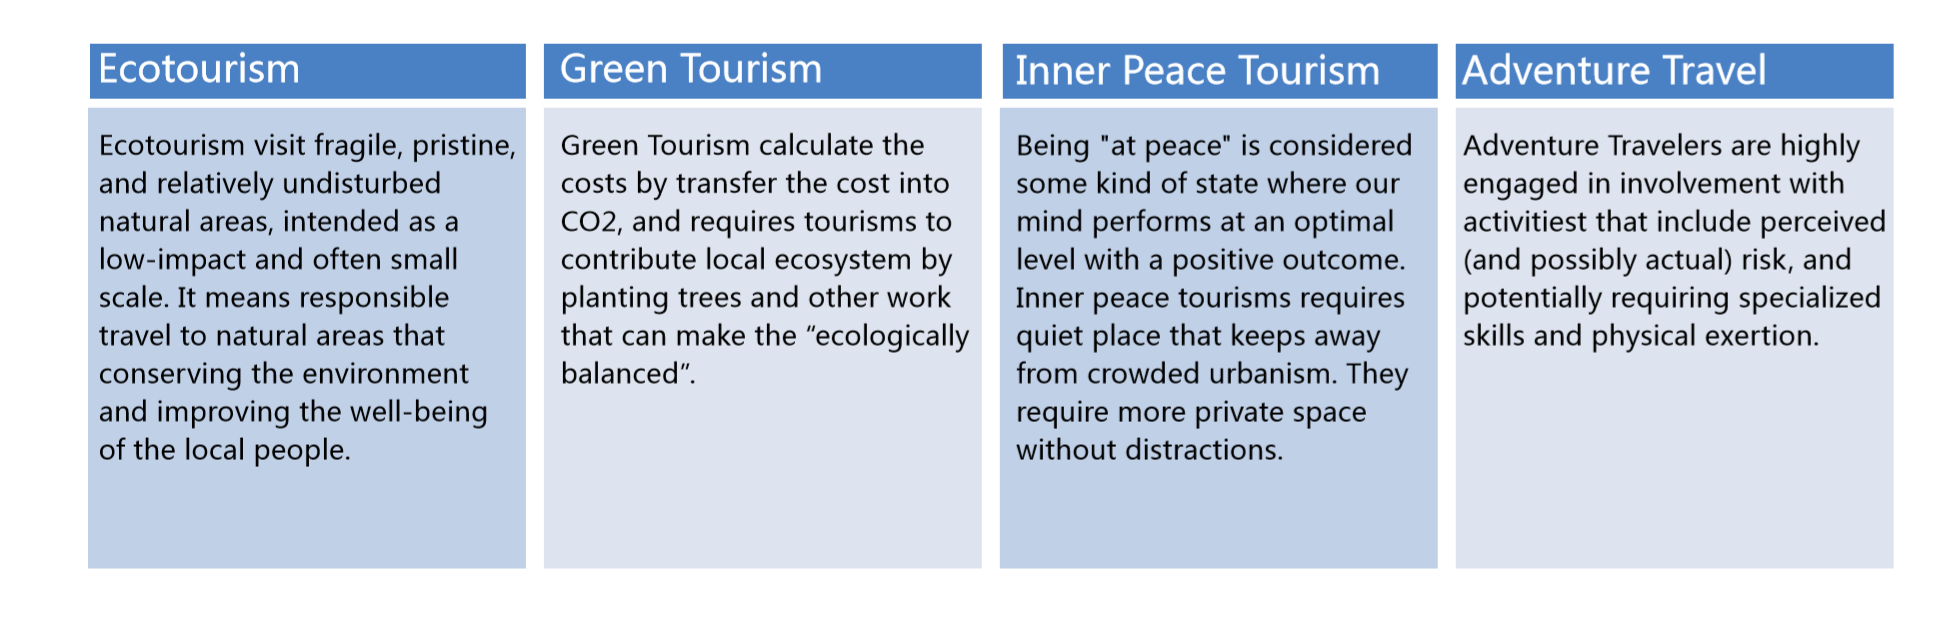 Ecotourism
Ecotourism visit fragile, pristine,
and relatively undisturbed
natural areas, intended as a
low-impact and often small
scale. It means responsible
travel to natural areas that
conserving the environment
and improving the well-being
of the local people.
Green Tourism
Green Tourism calculate the
costs by transfer the cost into
CO2, and requires tourisms to
contribute local ecosystem by
planting trees and other work
that can make the “ecologically
balanced”.
Inner Peace Tourism
Being "at peace" is considered
some kind of state where our
mind performs at an optimal
level with a positive outcome.
Inner peace tourisms requires
quiet place that keeps away
from crowded urbanism. They
require more private space
without distractions.
Adventure Travel
Adventure Travelers are highly
engaged in involvement with
activitiest that include perceived
(and possibly actual) risk, and
potentially requiring specialized
skills and physical exertion.